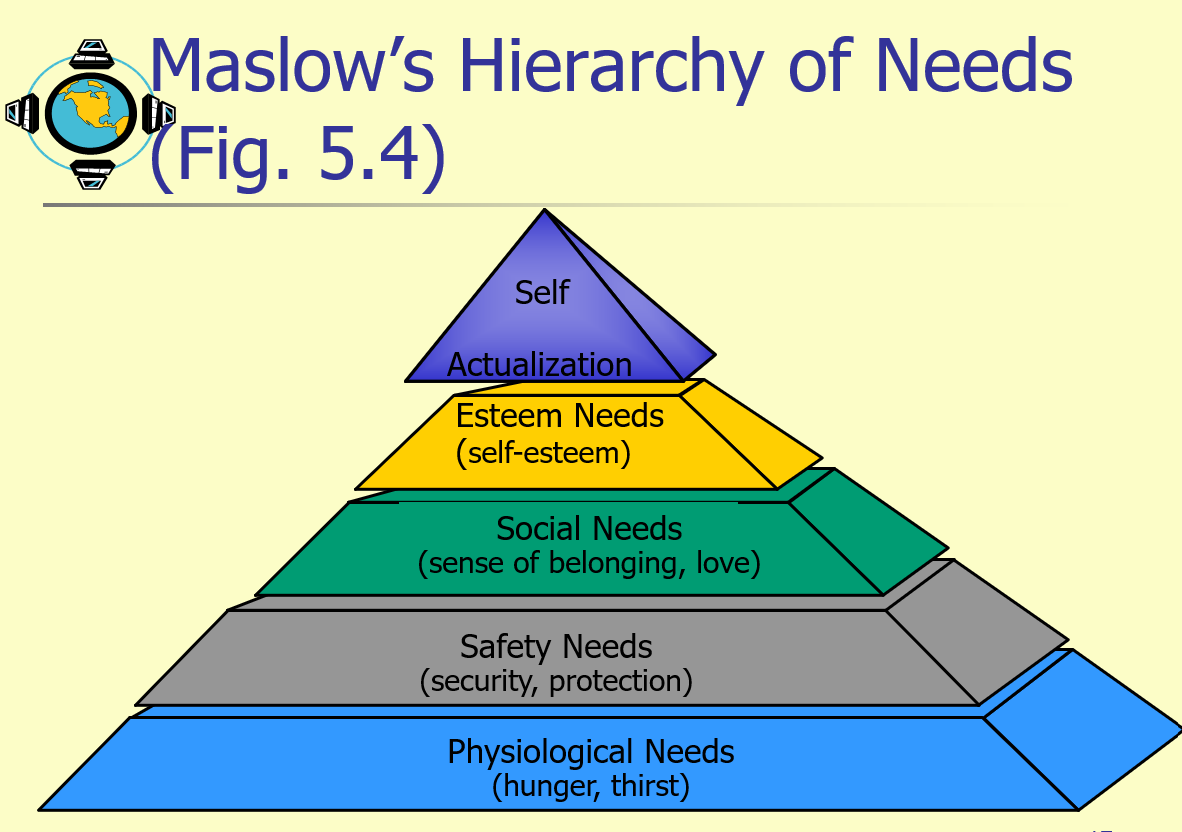 Maslow’s Hierarchy of Needs
(Fig. 5.4)
Self
Actualization
Esteem Needs
(self-esteem)
Social Needs
(sense of belonging, love)
Safety Needs
(security, protection)
Physiological Needs
(hunger, thirst)